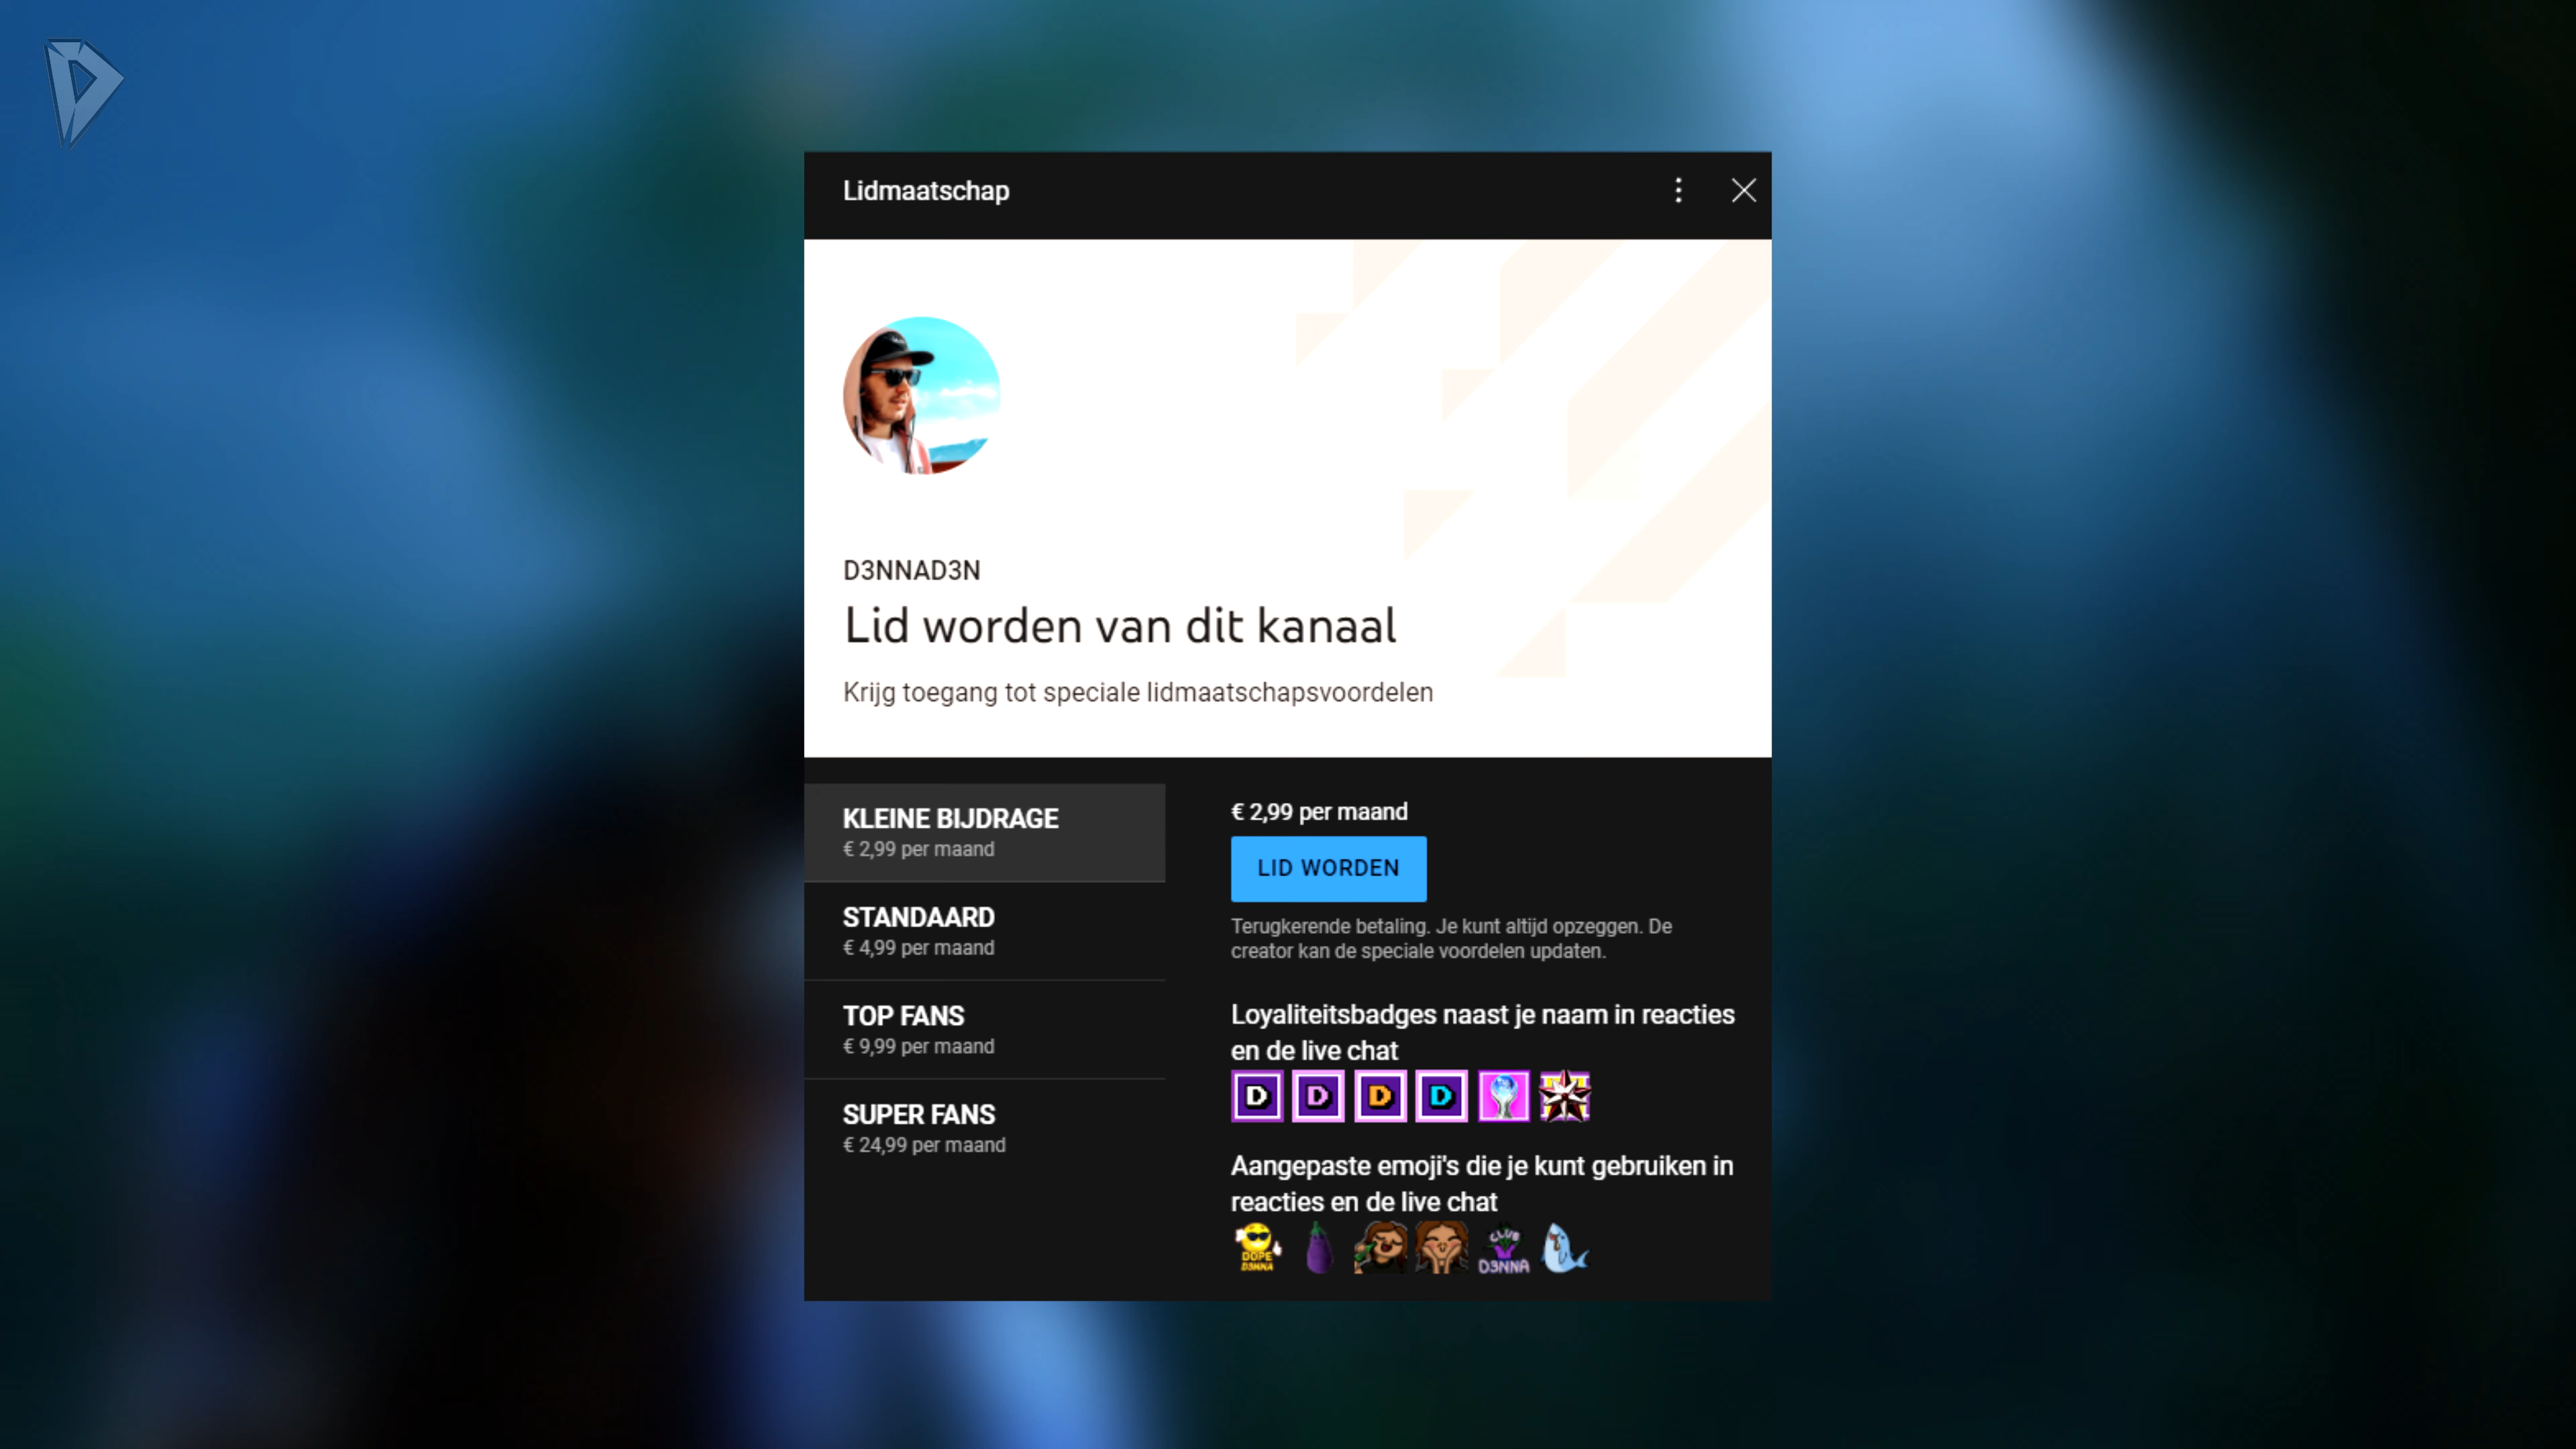 Lidmaatschap
D3NNAD3N
Lid worden van dit kanaal
Krijg toegang tot speciale lidmaatschapsvoordelen
KLEINE BIJDRAGE
€ 2,99 per maand
STANDAARD
€ 4,99 per maand
TOP FANS
€ 9,99 per maand
SUPER FANS
€ 24,99 per maand
€ 2,99 per maand
LID WORDEN
Terugkerende betaling. Je kunt altijd opzeggen. De
creator kan de speciale voordelen updaten.
Loyaliteitsbadges naast je naam in reacties
en de live chat
D D D D
Aangepaste emoji's die je kunt gebruiken in
reacties en de live chat
DOPE
D3NNA
CLUB
D3NNA